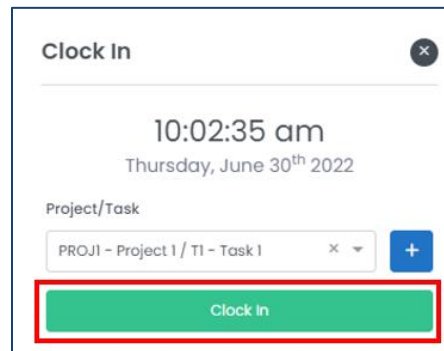 Clock In
10:02:35 am
Thursday, June 30th 2022
Project/Task
PROJ1 - Project 1 / T1 - Task 1
Clock In